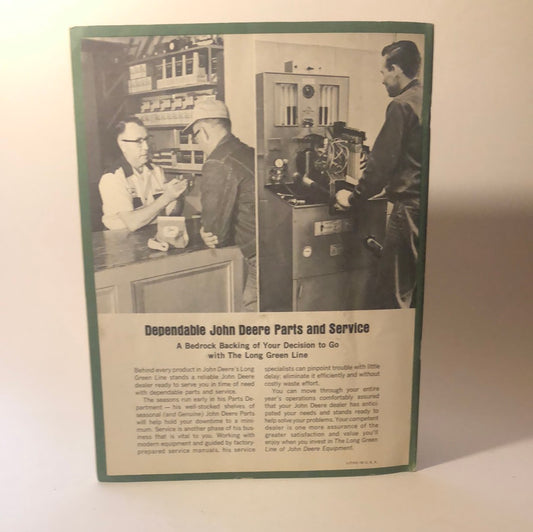 Dependable John Deere Parts and Service
A Bedrock Backing of Your Decision to Go
with The Long Green Line
Behind every product in John Deere's Long
Green Line stands a reliable John Deere
dealer ready to serve you in time of need
with dependable parts and service.
The seasons run early in his Parts De-
partment — his well-stocked shelves of
seasonal (and Genuine) John Deere Parts
will help hold your downtime to a mini-
mum. Service is another phase of his busi-
ness that is vital to you. Working with
modern equipment and guided by factory-
prepared service manuals, his service
specialists can pinpoint trouble with little
delay; eliminate it efficiently and without
costly waste effort.
You can move through your entire
year's operations comfortably assured
that your John Deere dealer has antici-
pated your needs and stands ready to
help solve your problems. Your competent
dealer is one more assurance of the
greater satisfaction and value you'll
enjoy when you invest in The Long Green
Line of John Deere Equipment.
LITHO IN U.S.A.